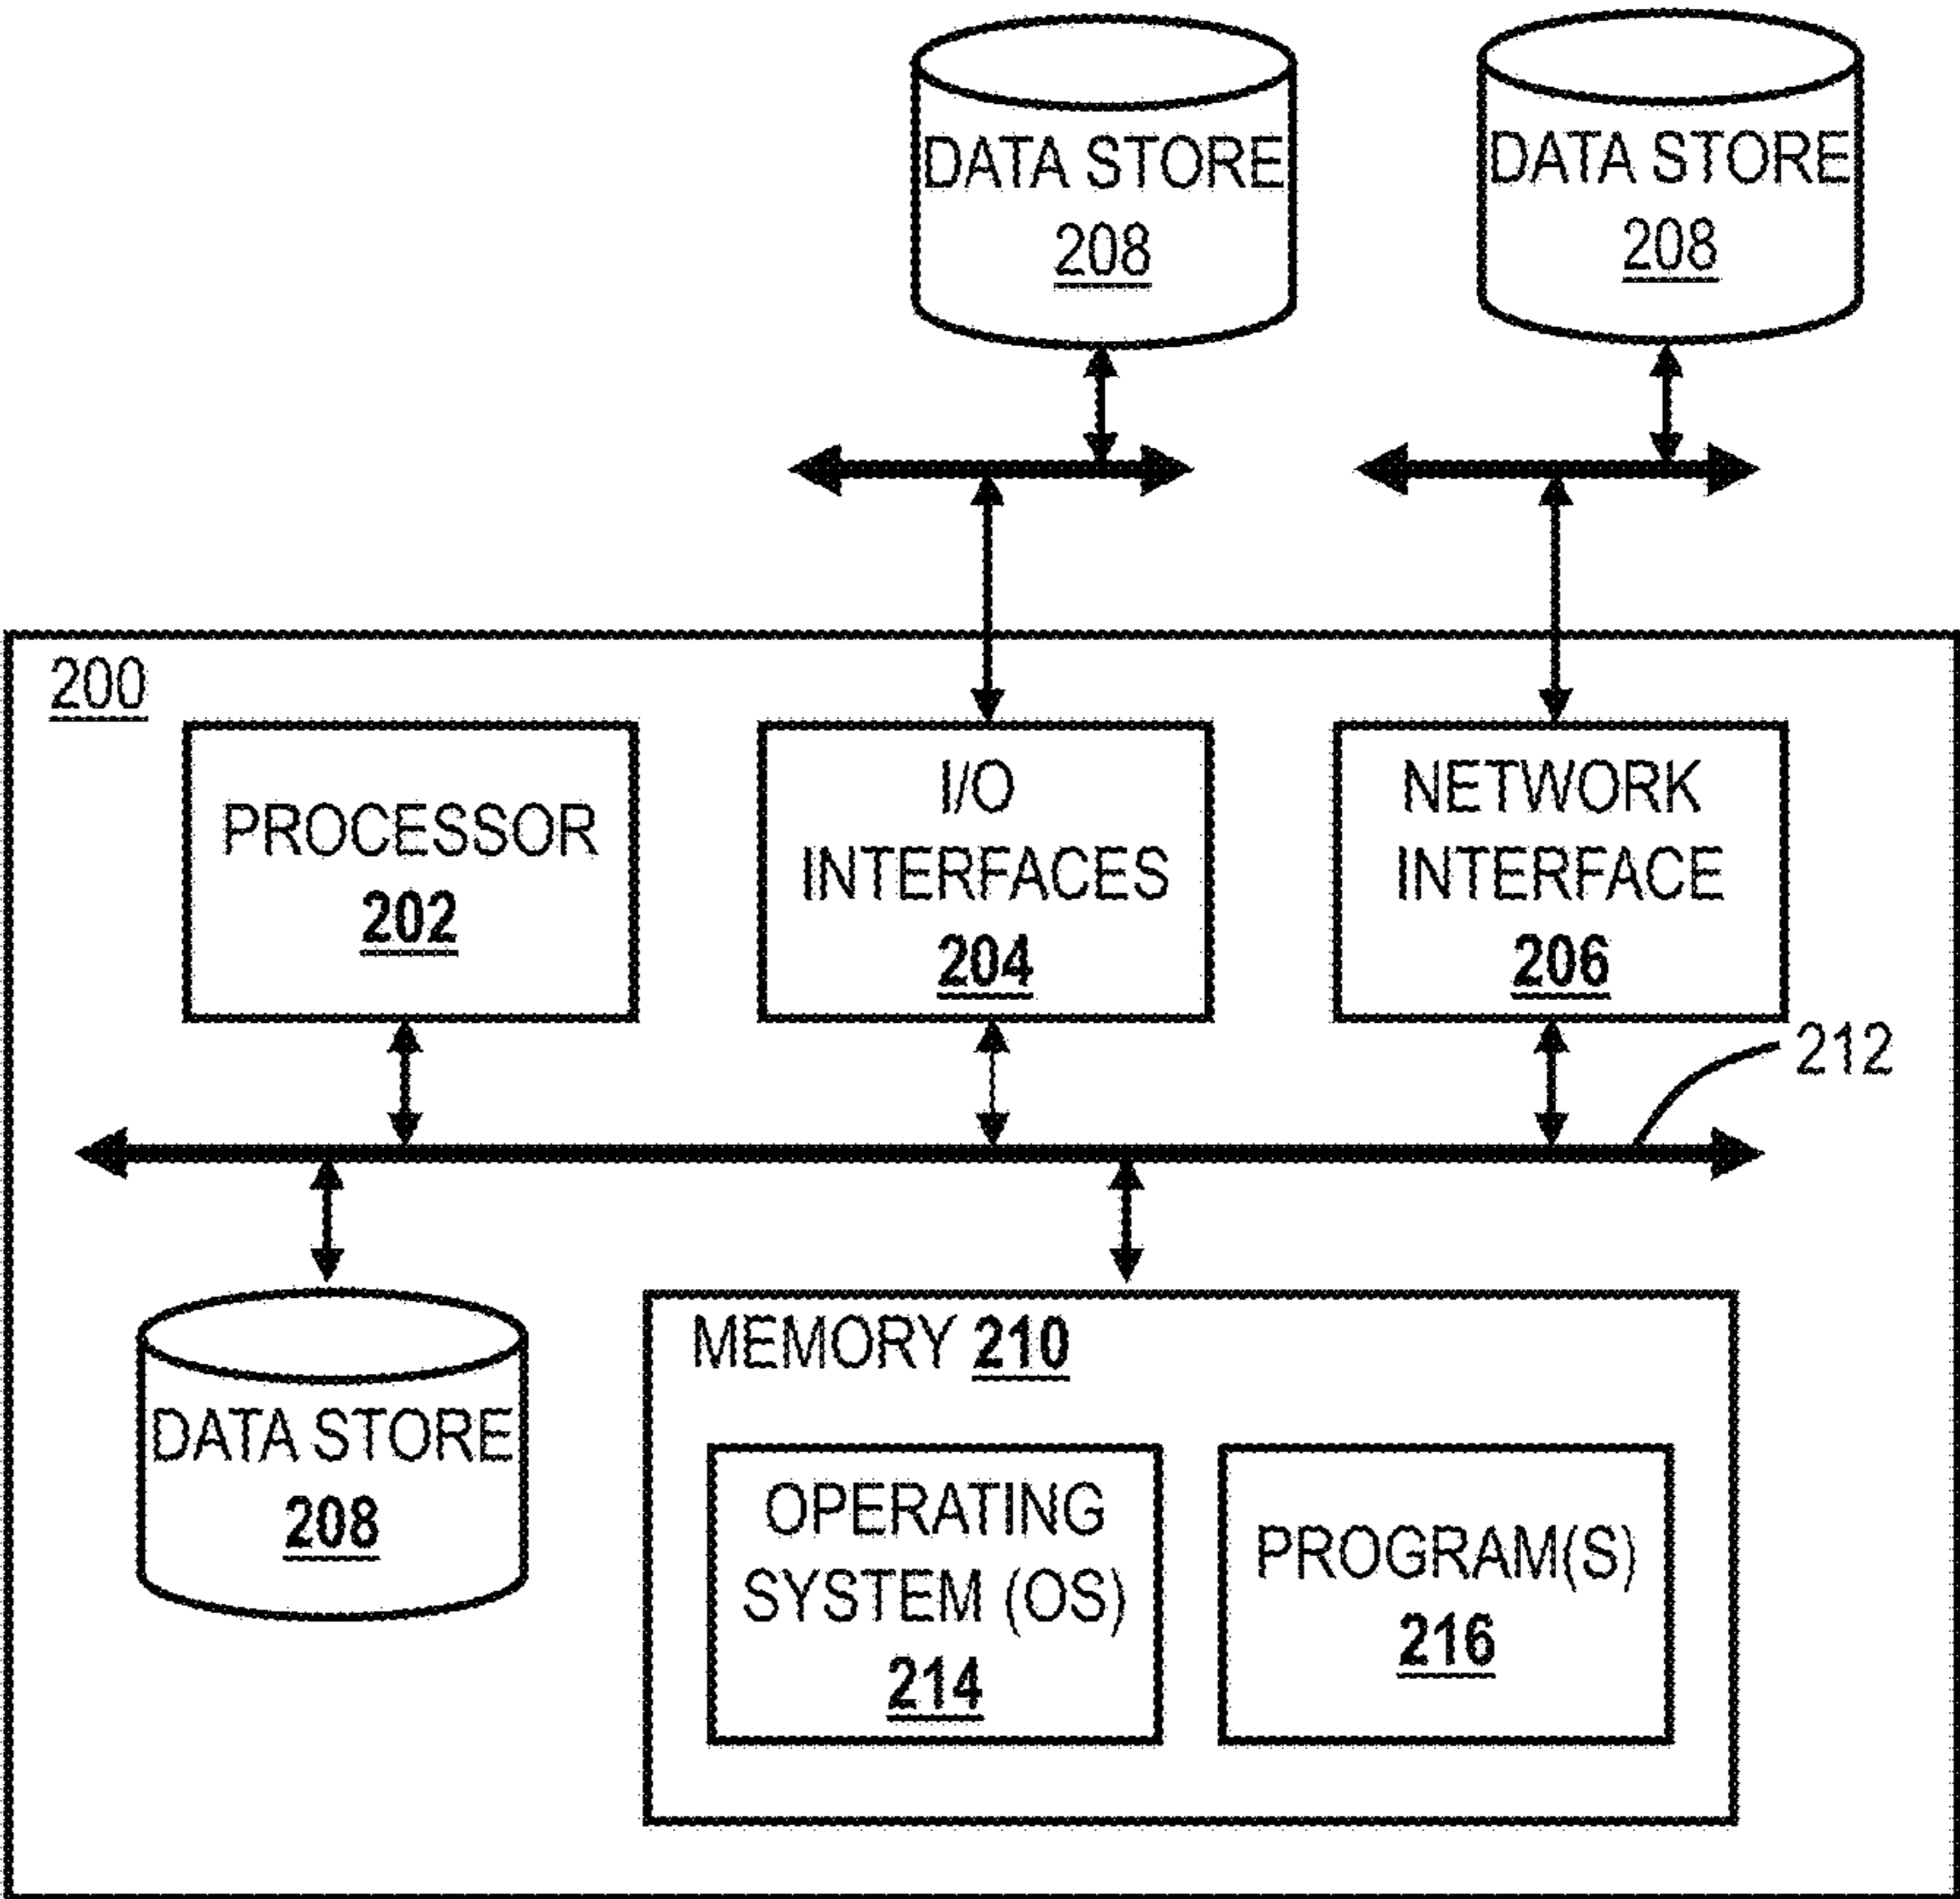 DATA STORE
208
DATA STORE
208
200
PROCESSOR
202
I/O
INTERFACES
204
NETWORK
INTERFACE
206
212
DATA STORE
208
MEMORY 210
OPERATING
SYSTEM (OS)
214
PROGRAM(S)
216